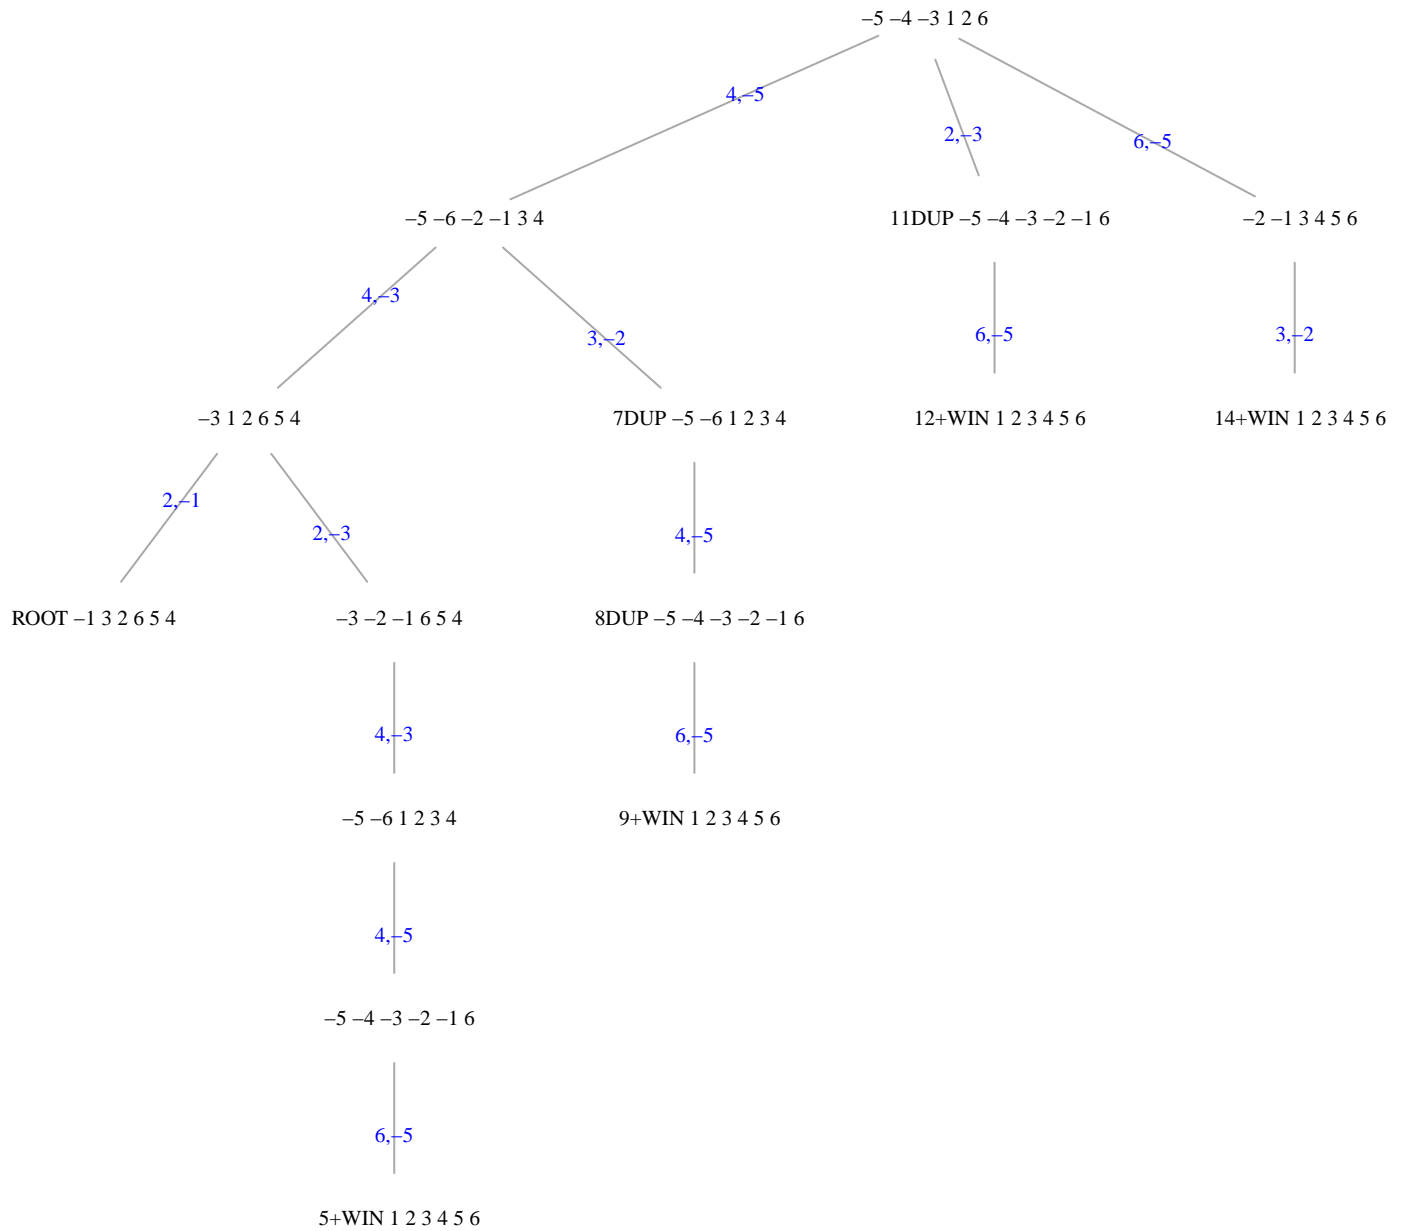 −5 −4 −3 1 2 6
4,−5
2,−3
6,−5
−5 −6 −2 −1 3 4
11DUP −5 −4 −3 −2 −1 6
−2 −1 3 4 5 6
4,−3
3,−2
6,−5
3,−2
−3 1 2 6 5 4
7DUP −5 −6 1 2 3 4
12+WIN 1 2 3 4 5 6
14+WIN 1 2 3 4 5 6
2,−1
2,−3
4,−5
ROOT −1 3 2 6 5 4
−3 −2 −1 6 5 4
8DUP −5 −4 −3 −2 −1 6
4,−3
6,−5
−5 −6 1 2 3 4
9+WIN 1 2 3 4 5 6
4,−5
−5 −4 −3 −2 −1 6
6,−5
5+WIN 1 2 3 4 5 6